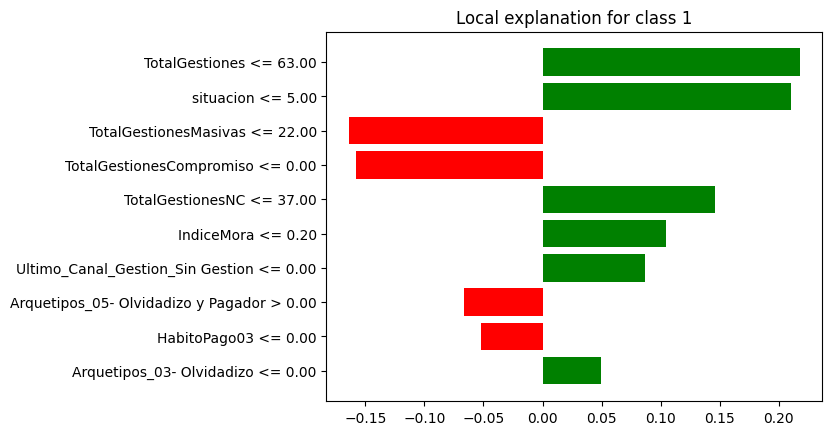 Local explanation for class 1
TotalGestiones <= 63.00
situacion <= 5.00
TotalGestionesMasivas <= 22.00
TotalGestionesCompromiso <= 0.00
TotalGestionesNC <= 37.00
IndiceMora <= 0.20
Ultimo_Canal_Gestion_Sin Gestion <= 0.00
Arquetipos_05- Olvidadizo y Pagador > 0.00
HabitoPago03 <= 0.00
Arquetipos_03- Olvidadizo <= 0.00
−0.15 −0.10 −0.05 0.00 0.05 0.10 0.15 0.20